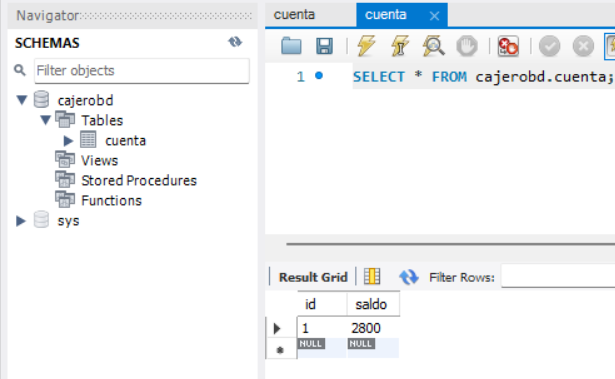 Navigator
SCHEMAS
Filter objects
cajerobd
Tables
cuenta
Views
Stored Procedures
Functions
sys
cuenta
cuenta
1 SELECT * FROM cajerobd.cuenta;
Result Grid Filter Rows:
id saldo
1 2800
NULL NULL